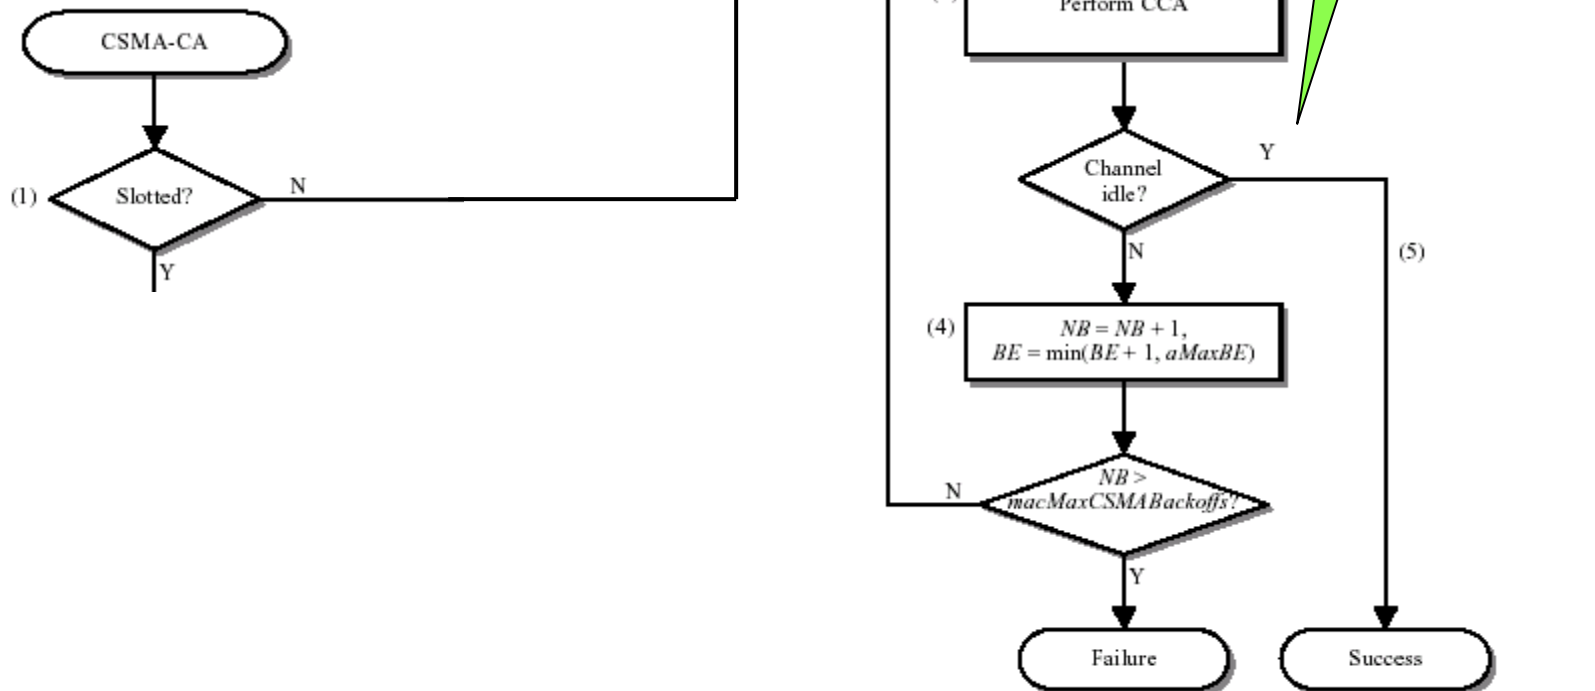 CSMA-CA
(1)
Slotted?
N
Y
Perform CCA
Channel
idle?
Y
N
(5)
(4)
NB = NB + 1,
BE = min(BE + 1, aMaxBE)
NB >
macMaxCSMABackoffs?
N
Y
Failure
Success